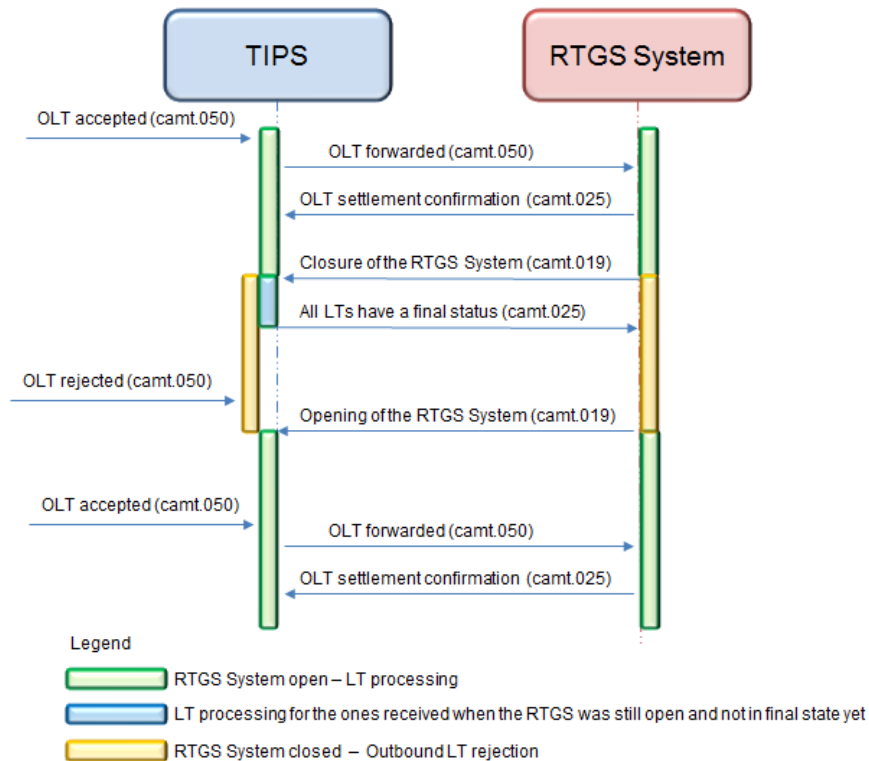 TIPS
RTGS System
OLT accepted (camt.050)
OLT forwarded (camt.050)
OLT settlement confirmation (camt.025)
Closure of the RTGS System (camt.019)
All LTs have a final status (camt.025)
OLT rejected (camt.050)
Opening of the RTGS System (camt.019)
OLT accepted (camt.050)
OLT forwarded (camt.050)
OLT settlement confirmation (camt.025)
Legend
RTGS System open – LT processing
LT processing for the ones received when the RTGS was still open and not in final state yet
RTGS System closed – Outbound LT rejection